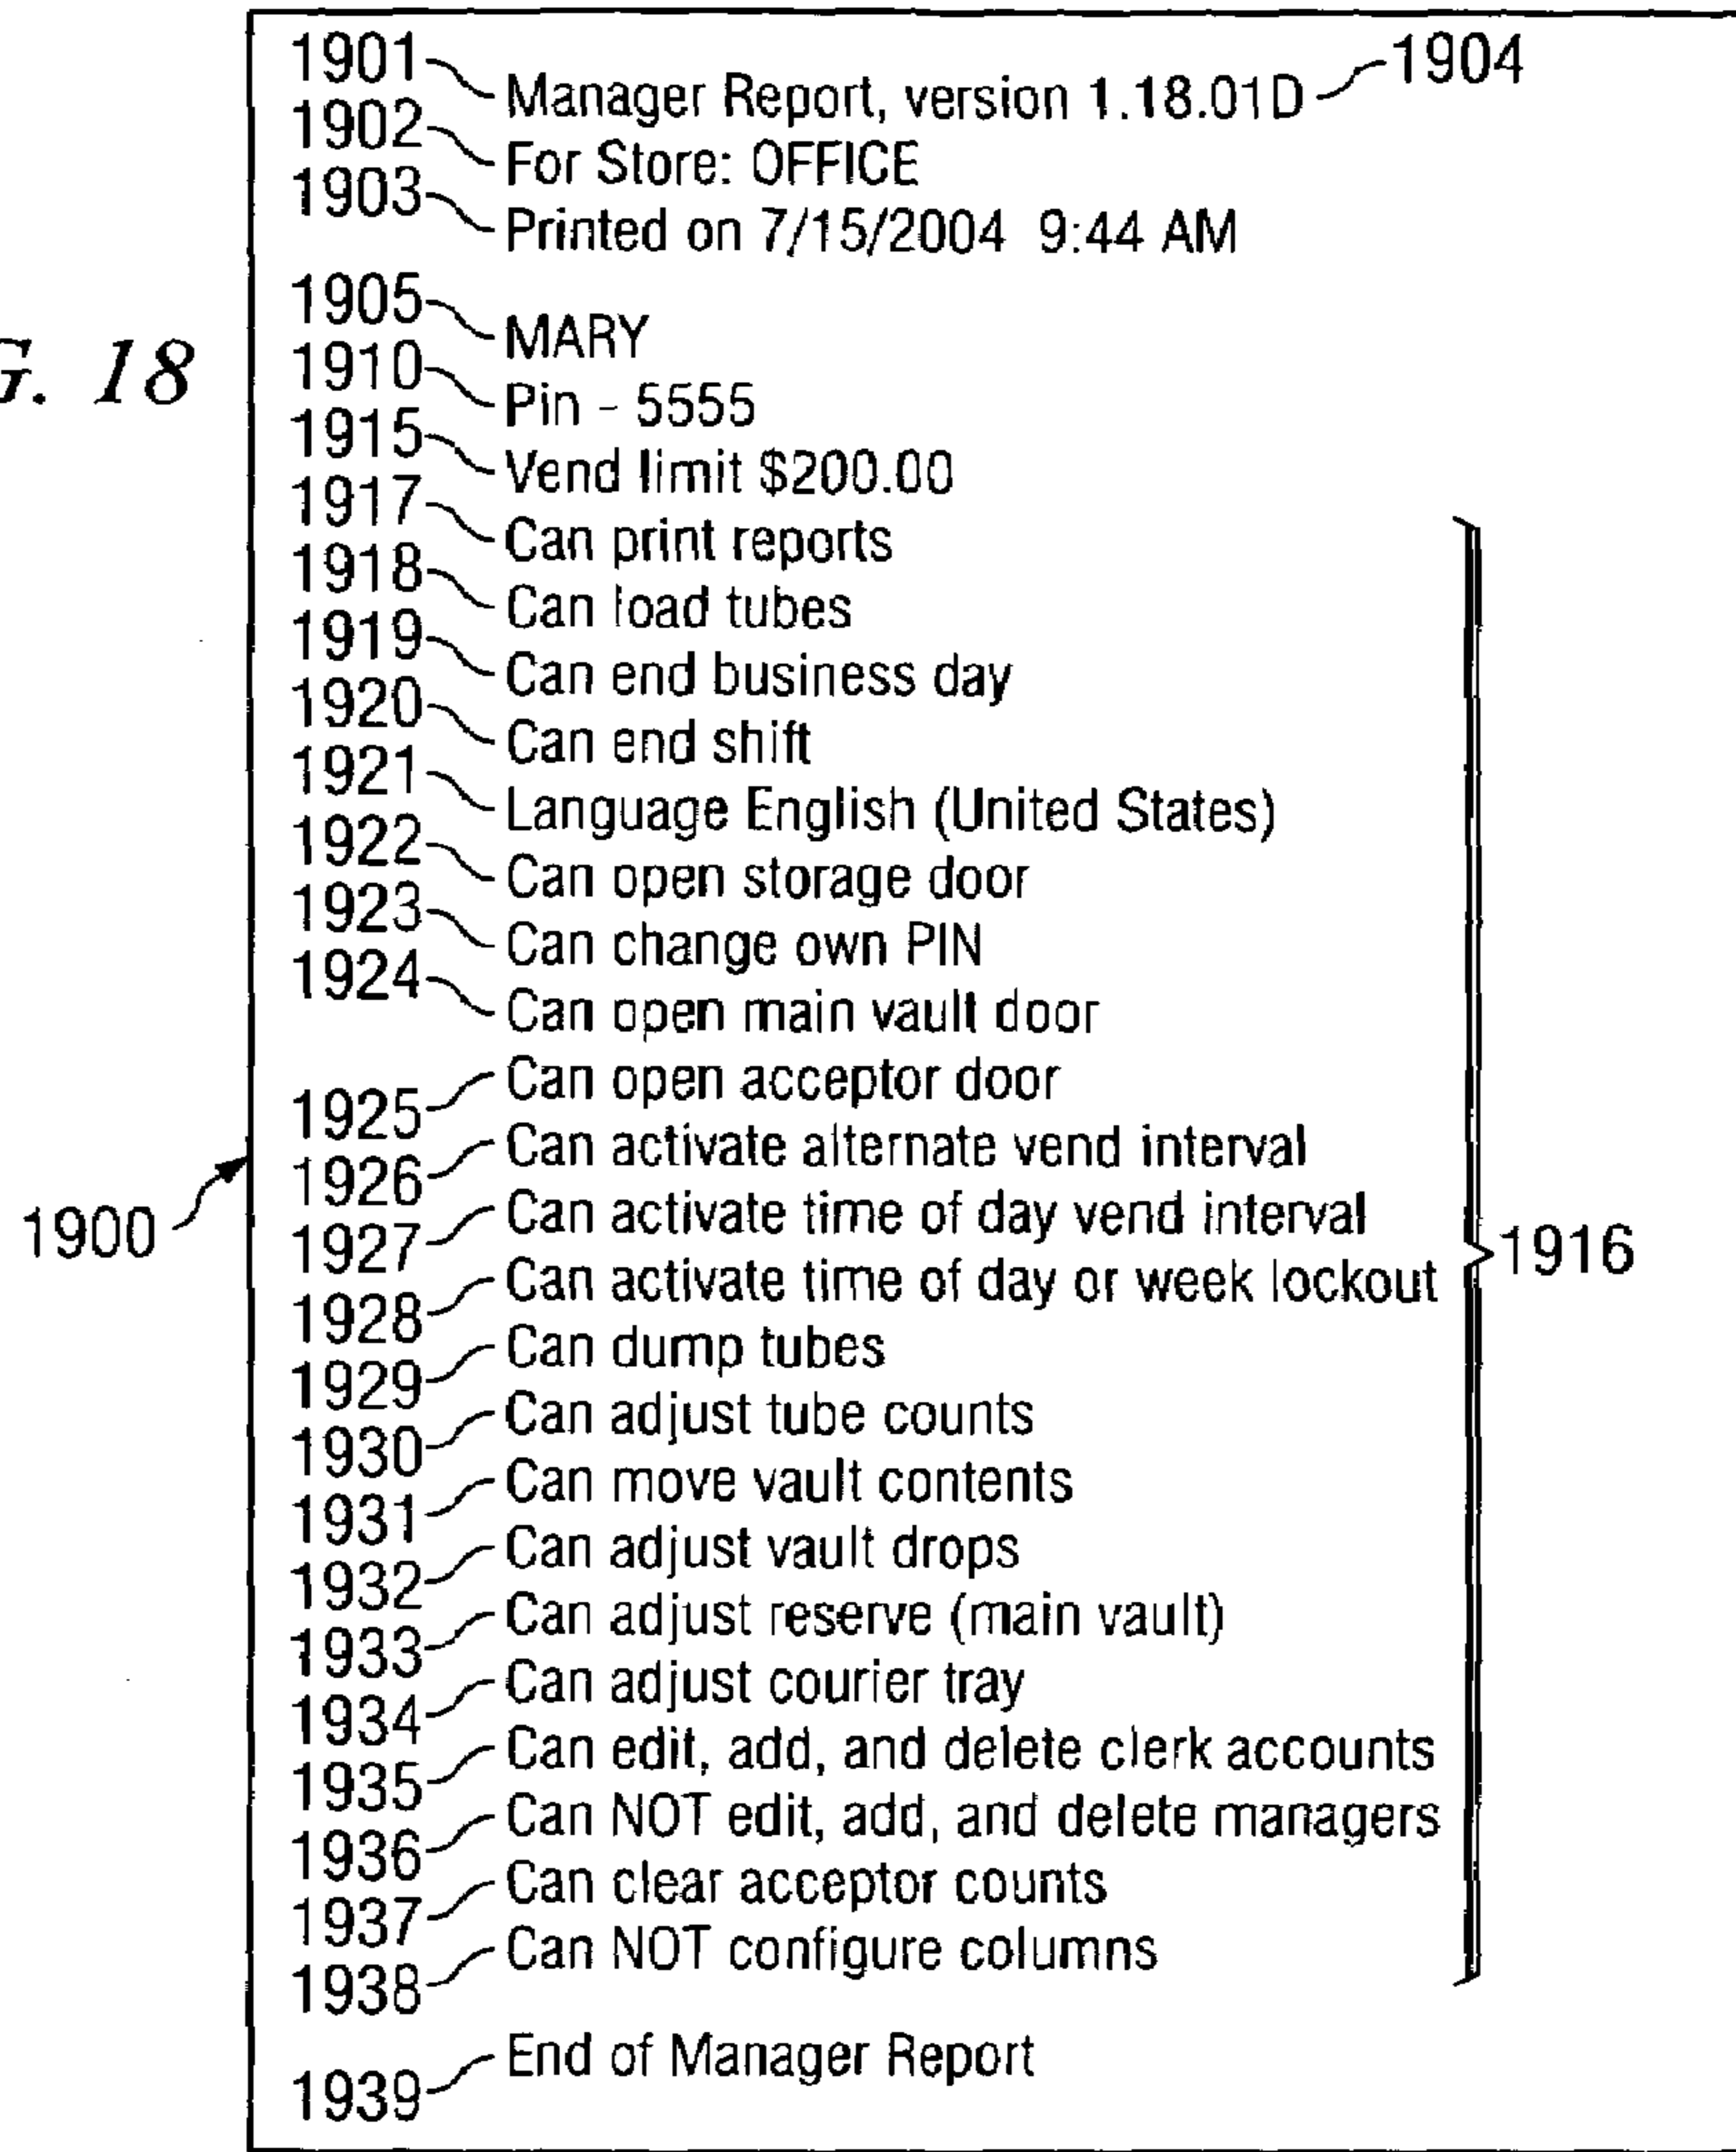 1901 Manager Report, version 1.18.01D 1904
1902 For Store: OFFICE
1903 Printed on 7/15/2004 9:44 AM
1905 MARY
G. 18
1910 Pin - 5555
1915 Vend limit $200.00
1917 Can print reports
1918 Can load tubes
1919 Can end business day
1920 Can end shift
1921 Language English (United States)
1922 Can open storage door
1923 Can change own PIN
1924 Can open main vault door
1925 Can open acceptor door
1926 Can activate alternate vend interval
1900
1927 Can activate time of day vend interval
1916
1928 Can activate time of day or week lockout
1929 Can dump tubes
1930 Can adjust tube counts
1931 Can move vault contents
1932 Can adjust vault drops
1933 Can adjust reserve (main vault)
1934 Can adjust courier tray
1935 Can edit, add, and delete clerk accounts
1936 Can NOT edit, add, and delete managers
1937 Can clear acceptor counts
1938 Can NOT configure columns
1939 End of Manager Report